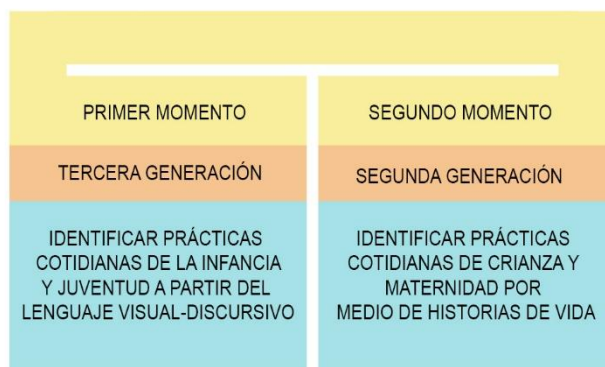 PRIMER MOMENTO
TERCERA GENERACIÓN
IDENTIFICAR PRÁCTICAS
COTIDIANAS DE LA INFANCIA
Y JUVENTUD A PARTIR DEL
LENGUAJE VISUAL-DISCURSIVO
SEGUNDO MOMENTO
SEGUNDA GENERACIÓN
IDENTIFICAR PRÁCTICAS
COTIDIANAS DE CRIANZA Y
MATERNIDAD POR
MEDIO DE HISTORIAS DE VIDA